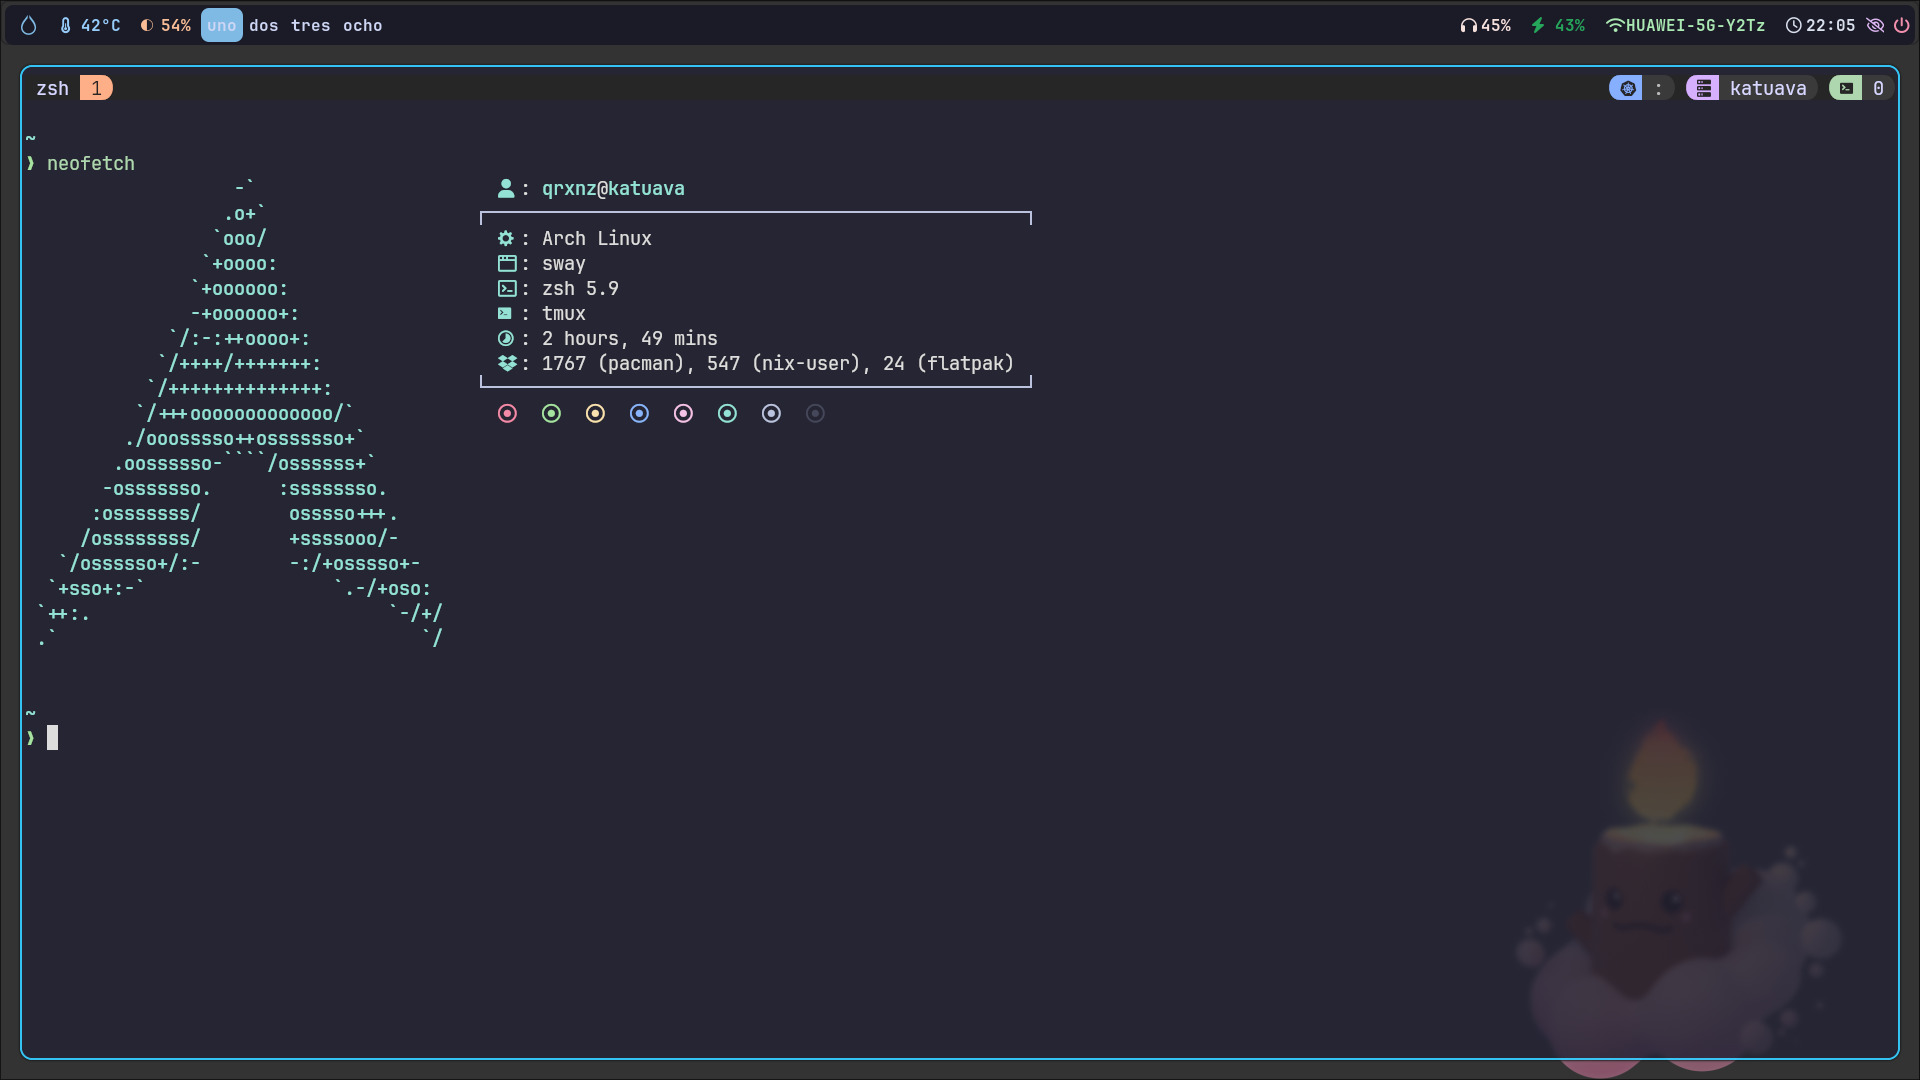 42°C 54% uno dos tres ocho 45% 43% HUAWEI-5G-Y2Tz 22:05
zsh 1 : katuava 0
~
❯ neofetch
                   -`
                  .o+`
                 `ooo/
                `+oooo:
               `+oooooo:
               -+oooooo+:
             `/:-:++oooo+:
            `/++++/+++++++:
           `/++++++++++++++:
          `/+++ooooooooooooo/`
         ./ooosssso++osssssso+`
        .oossssso-````/ossssss+`
       -osssssso.      :ssssssso.
      :osssssss/        osssso+++.
     /ossssssss/        +ssssooo/-
   `/ossssso+/:-        -:/+osssso+-
  `+sso+:-`                 `.-/+oso:
 `++:.                           `-/+/
 .`                                 `/
: qrxnz@katuava
: Arch Linux
: sway
: zsh 5.9
: tmux
: 2 hours, 49 mins
: 1767 (pacman), 547 (nix-user), 24 (flatpak)
~
❯